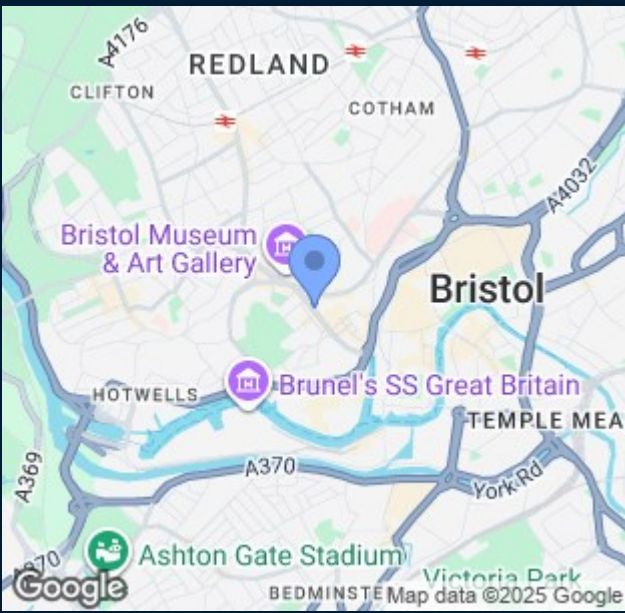 A4176
REDLAND
CLIFTON
COTHAM
A4032
Bristol Museum
& Art Gallery
Bristol
Brunel's SS Great Britain
HOTWELLS
TEMPLE MEA
A369
A370
York Rd
A370
Ashton Gate Stadium
Google
BEDMINSTE
Victoria Park
Map data ©2025 Google